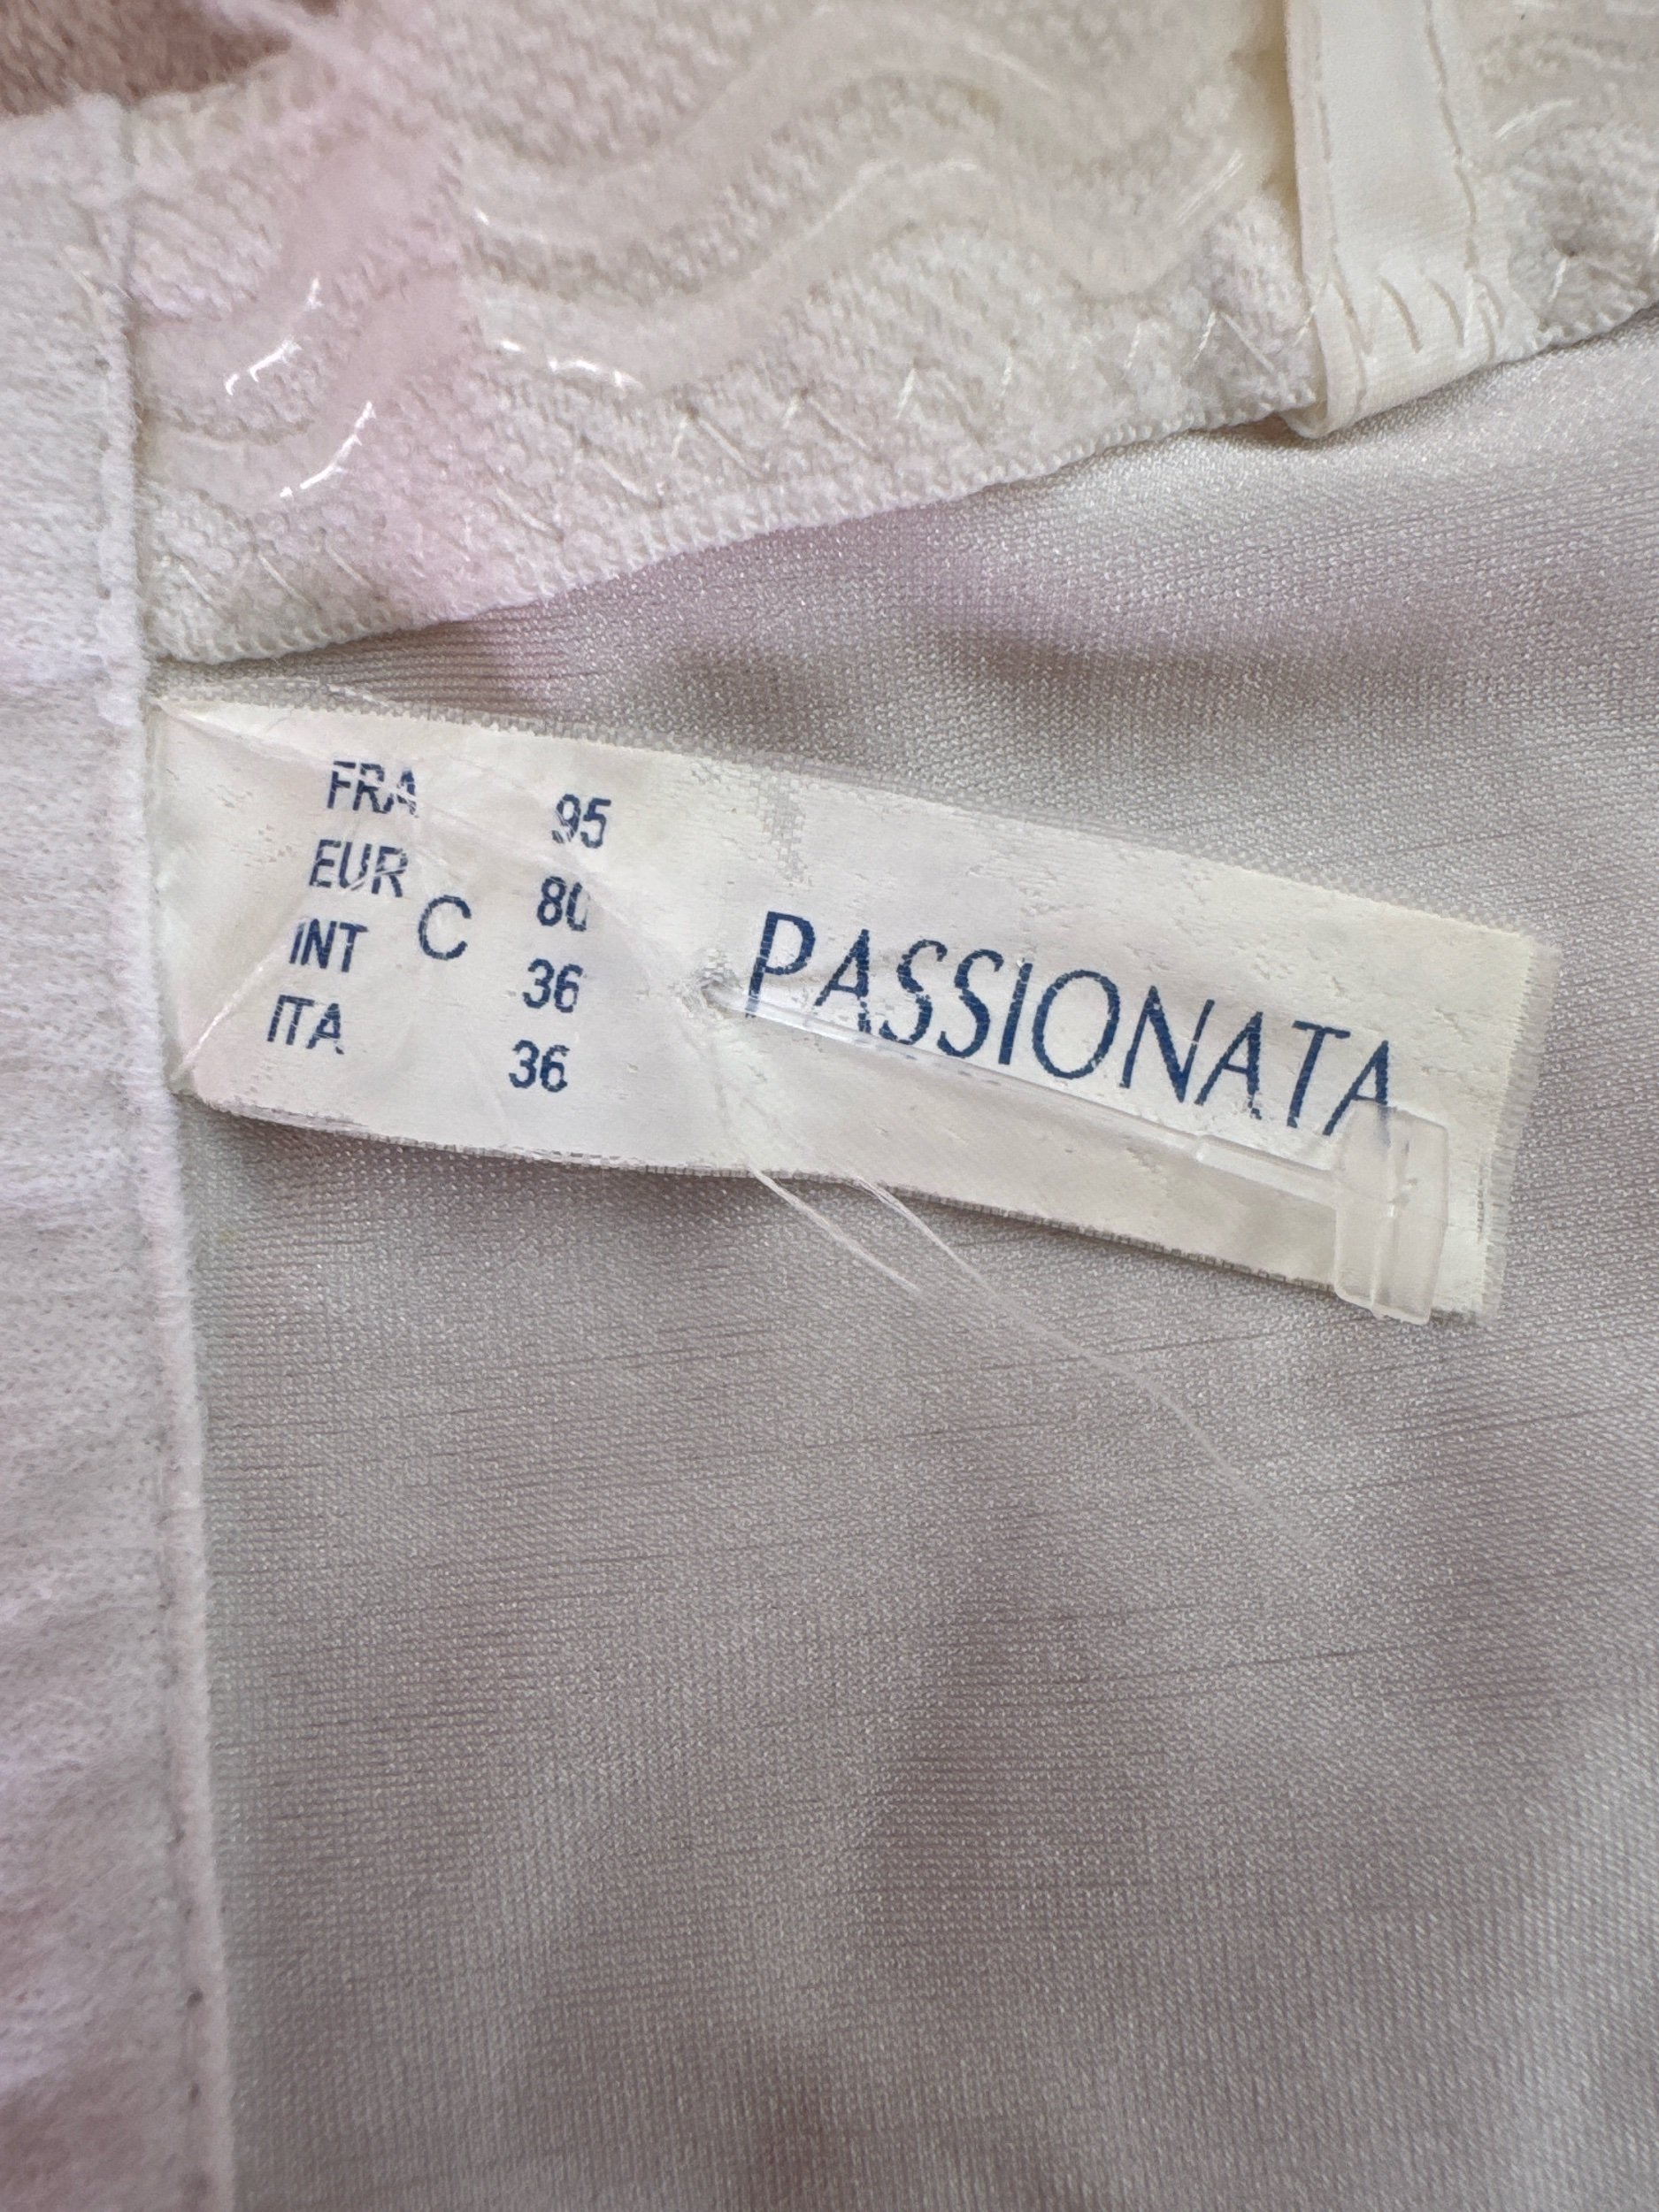 FRA 95
EUR 80
C
INT 36
ITA 36
PASSIONATA